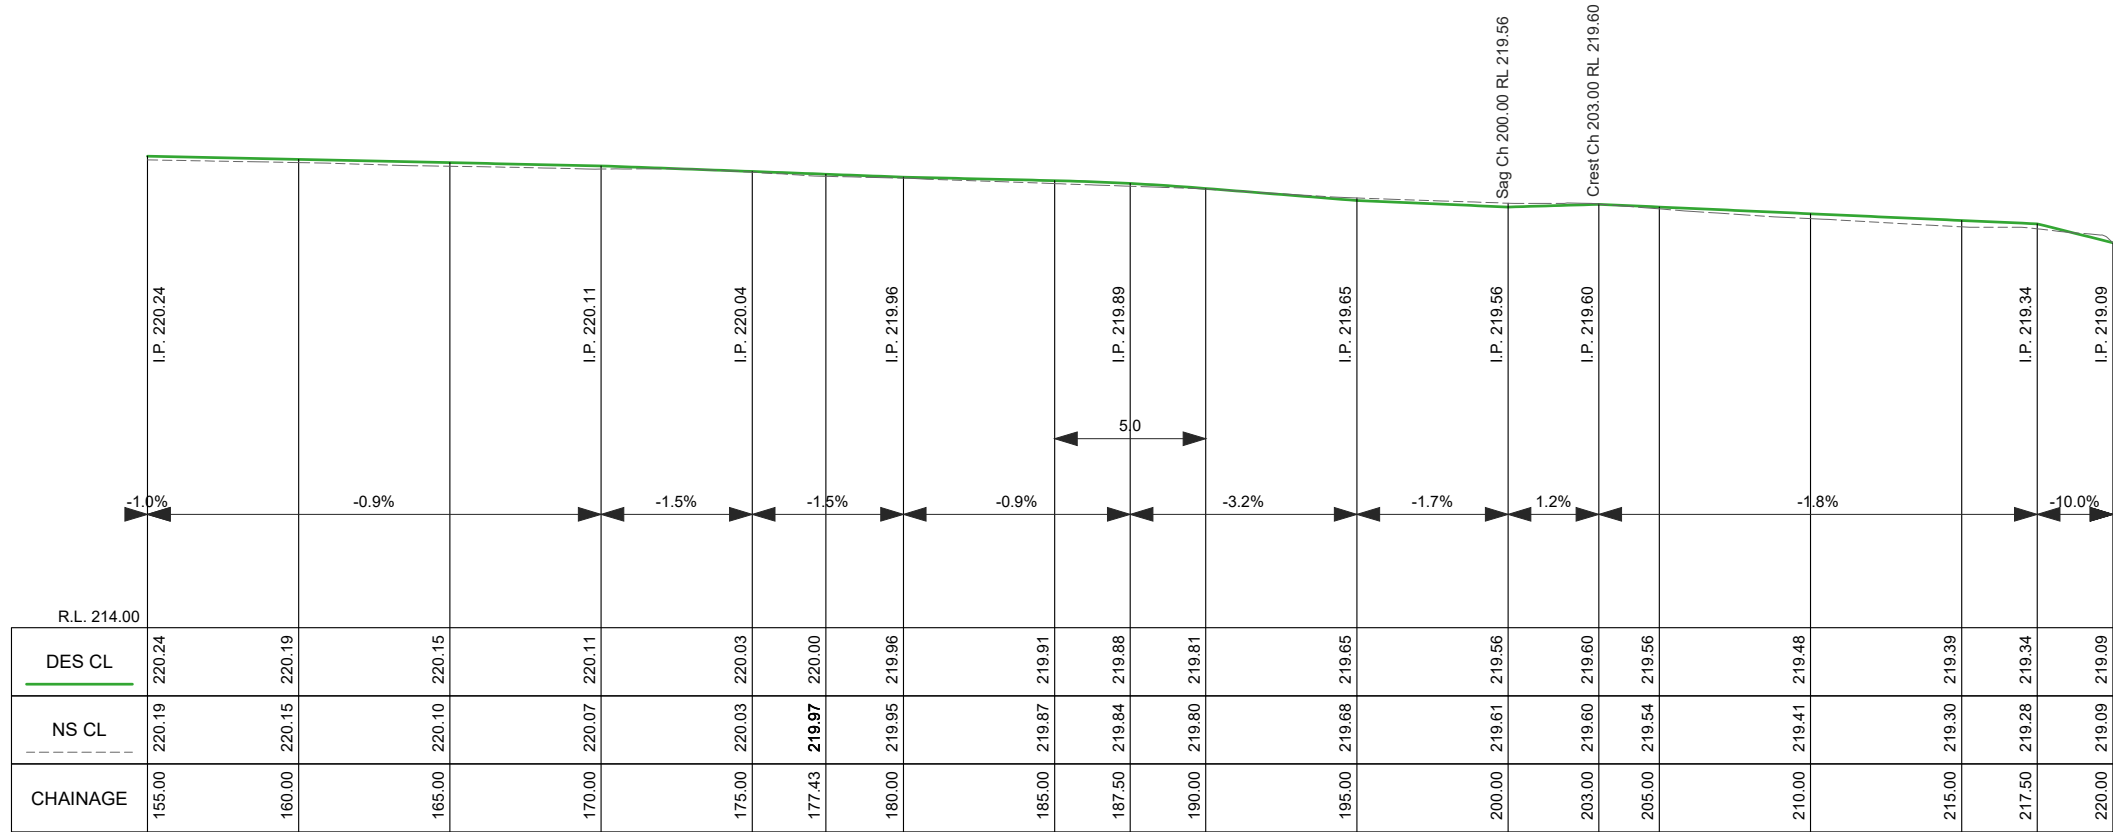 Sag Ch 200.00 RL 219.56
Crest Ch 203.00 RL 219.60
I.P. 220.24
I.P. 220.11
I.P. 220.04
I.P. 219.96
I.P. 219.89
I.P. 219.65
I.P. 219.56
I.P. 219.60
I.P. 219.34
I.P. 219.09
5.0
-1.0% -0.9% -1.5% -1.5% -0.9% -3.2% -1.7% 1.2% -1.8% -10.0%
R.L. 214.00
DES CL 220.24 220.19 220.15 220.11 220.03 220.00 219.96 219.91 219.88 219.81 219.65 219.56 219.60 219.56 219.48 219.39 219.34 219.09
NS CL 220.19 220.15 220.10 220.07 220.03 219.97 219.95 219.87 219.84 219.80 219.68 219.61 219.60 219.54 219.41 219.30 219.28 219.09
CHAINAGE 155.00 160.00 165.00 170.00 175.00 177.43 180.00 185.00 187.50 190.00 195.00 200.00 203.00 205.00 210.00 215.00 217.50 220.00